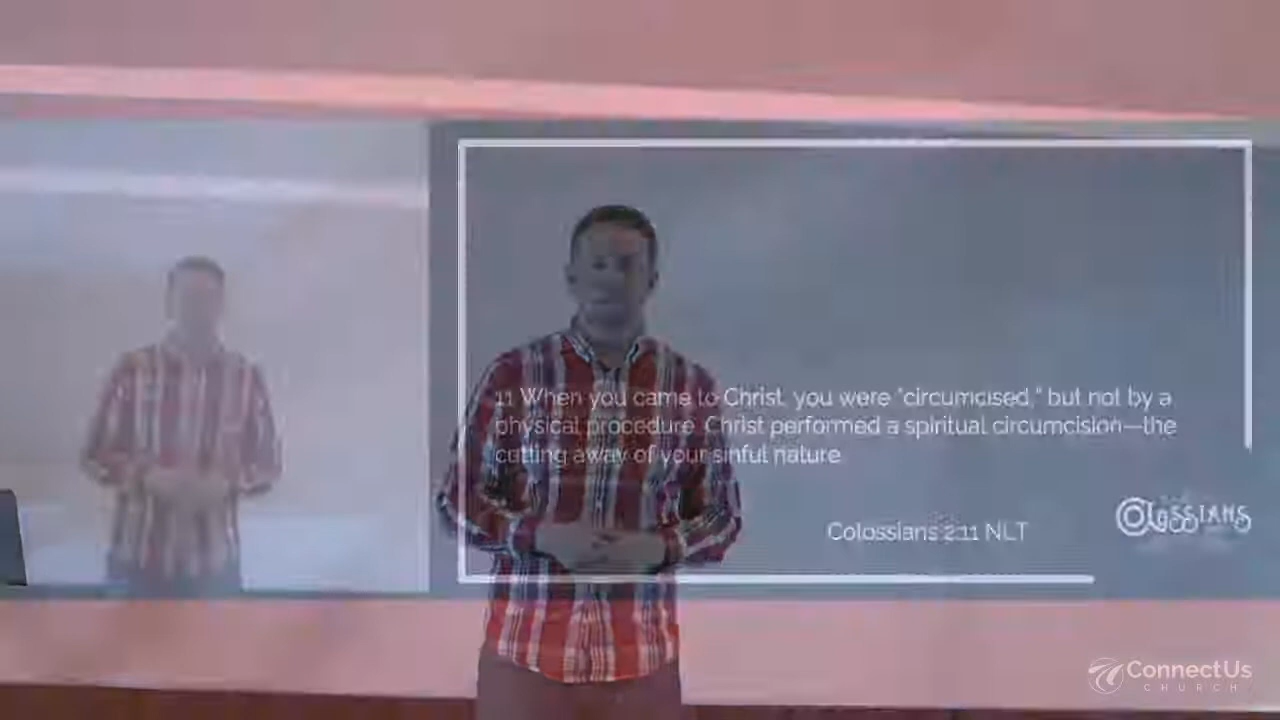 11 When you came to Christ, you were "circumcised," but not by a
physical procedure. Christ performed a spiritual circumcision—the
cutting away of your sinful nature.
Colossians 2:11 NLT
COLOSSIANS
ConnectUs
CHURCH